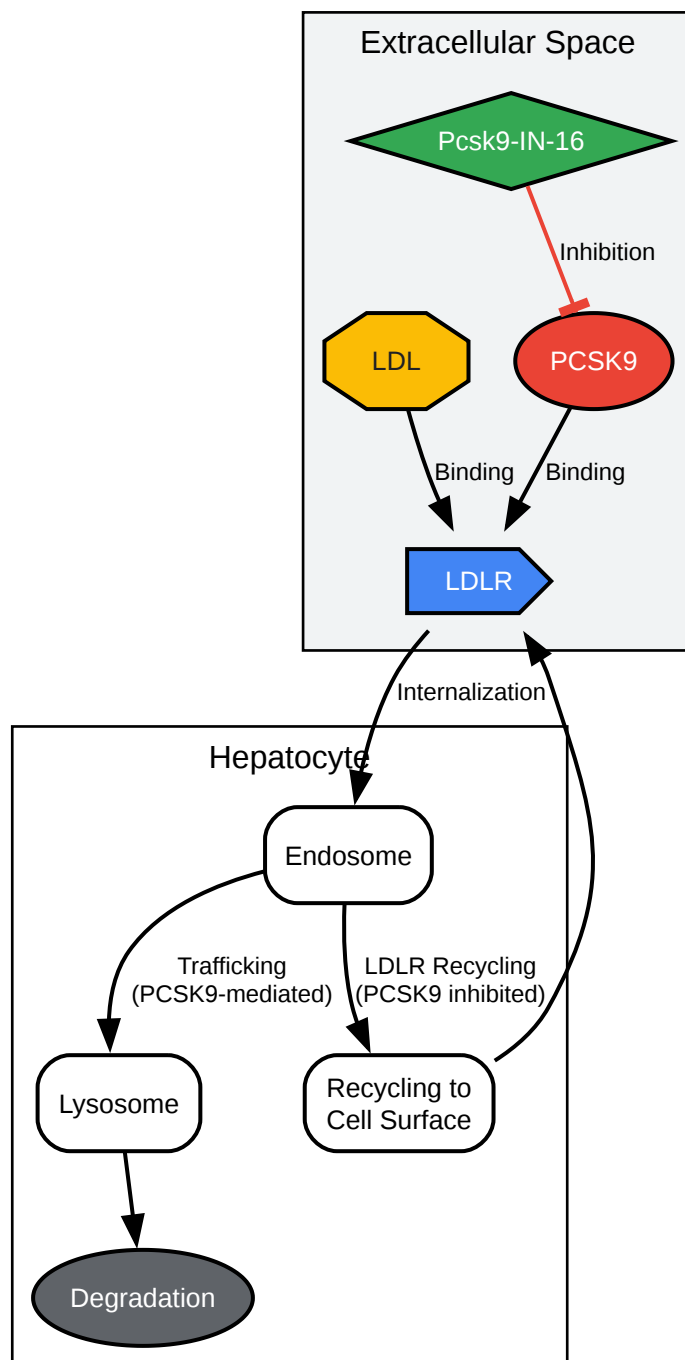 Extracellular Space
Pcsk9-IN-16
Inhibition
LDL
PCSK9
Binding
Binding
LDLR
Internalization
Hepatocyte
Endosome
Trafficking
(PCSK9-mediated)
LDLR Recycling
(PCSK9 inhibited)
Lysosome
Recycling to
Cell Surface
Degradation